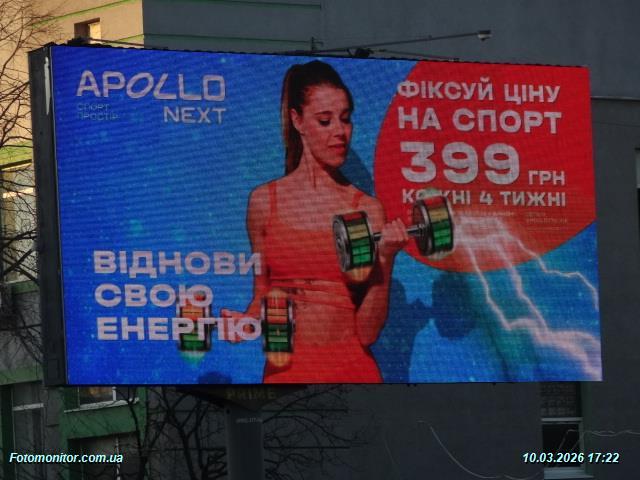 APOLLO
NEXT
СПОРТ
ПРОСТІР
ФІКСУЙ ЦІНУ
НА СПОРТ
399 ГРН
КОЖНІ 4 ТИЖНІ
ВІДНОВИ
СВОЮ
ЕНЕРГІЮ
PRIME
Fotomonitor.com.ua
10.03.2026 17:22